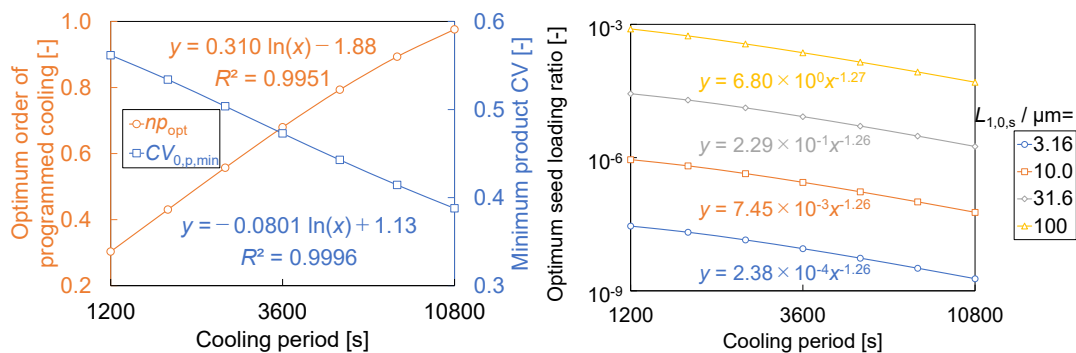 Optimum order of
programmed cooling [-]
1.0
0.8
0.6
0.4
0.2
y = 0.310 ln(x) − 1.88
R² = 0.9951
np_opt
CV_0,p,min
y = −0.0801 ln(x) + 1.13
R² = 0.9996
0.6
0.5
0.4
0.3
Minimum product CV [-]
1200
3600
10800
Cooling period [s]
Optimum seed loading ratio [-]
10⁻³
10⁻⁶
10⁻⁹
y = 6.80 × 10⁰x⁻¹·²⁷
y = 2.29 × 10⁻¹x⁻¹·²⁶
y = 7.45 × 10⁻³x⁻¹·²⁶
y = 2.38 × 10⁻⁴x⁻¹·²⁶
1200
3600
10800
Cooling period [s]
L_1,0,s / μm=
3.16
10.0
31.6
100